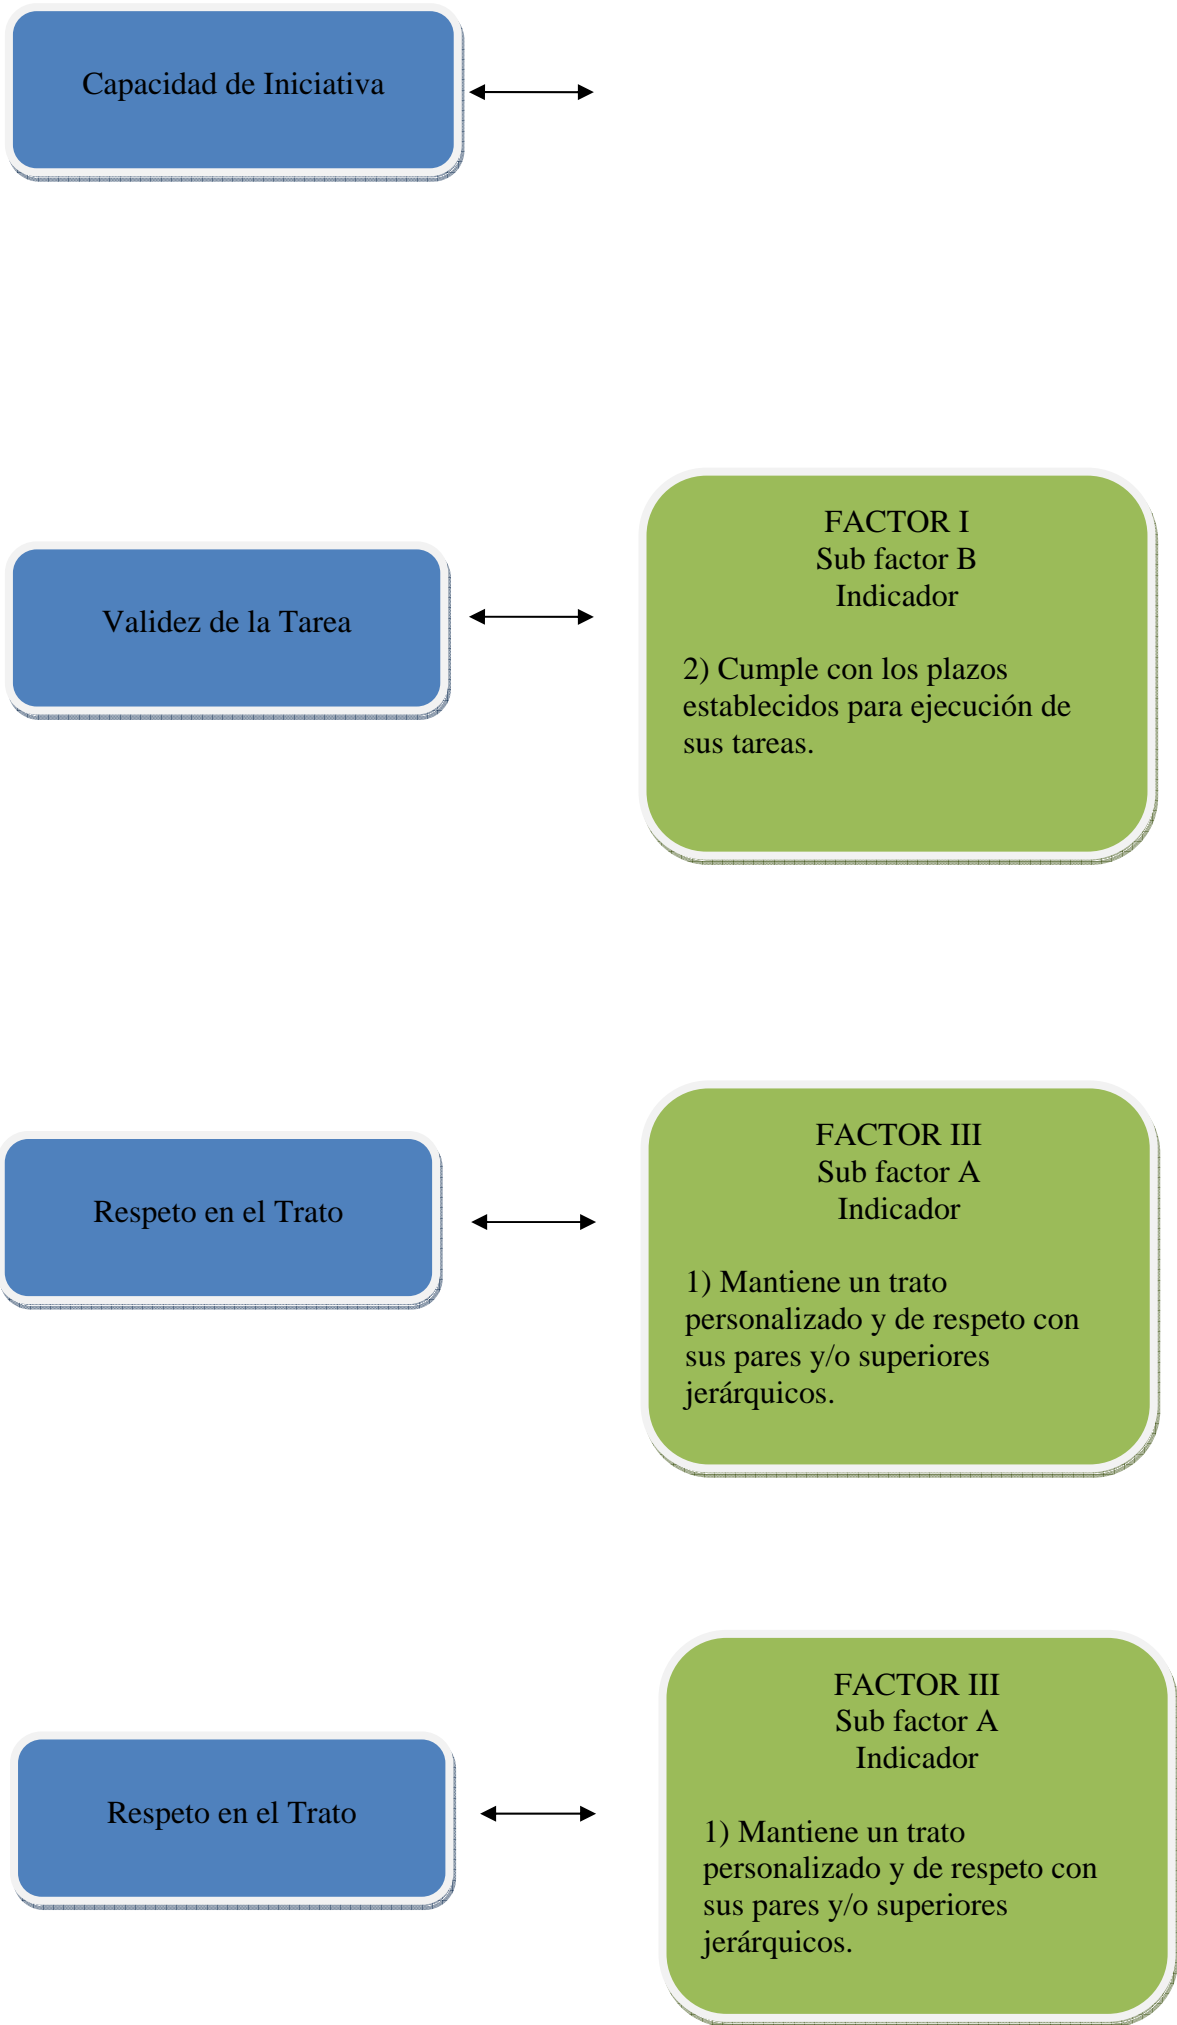 Capacidad de Iniciativa
Validez de la Tarea
FACTOR I
Sub factor B
Indicador
2) Cumple con los plazos
establecidos para ejecución de
sus tareas.
Respeto en el Trato
FACTOR III
Sub factor A
Indicador
1) Mantiene un trato
personalizado y de respeto con
sus pares y/o superiores
jerárquicos.
Respeto en el Trato
FACTOR III
Sub factor A
Indicador
1) Mantiene un trato
personalizado y de respeto con
sus pares y/o superiores
jerárquicos.